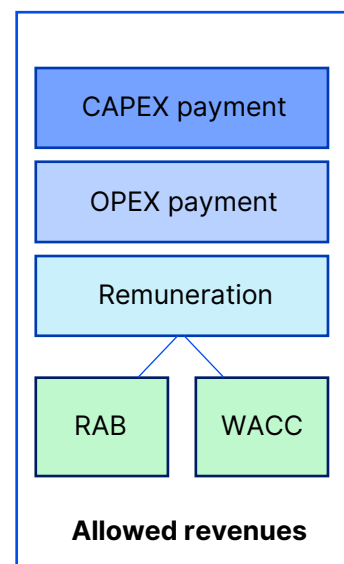 CAPEX payment
OPEX payment
Remuneration
RAB
WACC
Allowed revenues